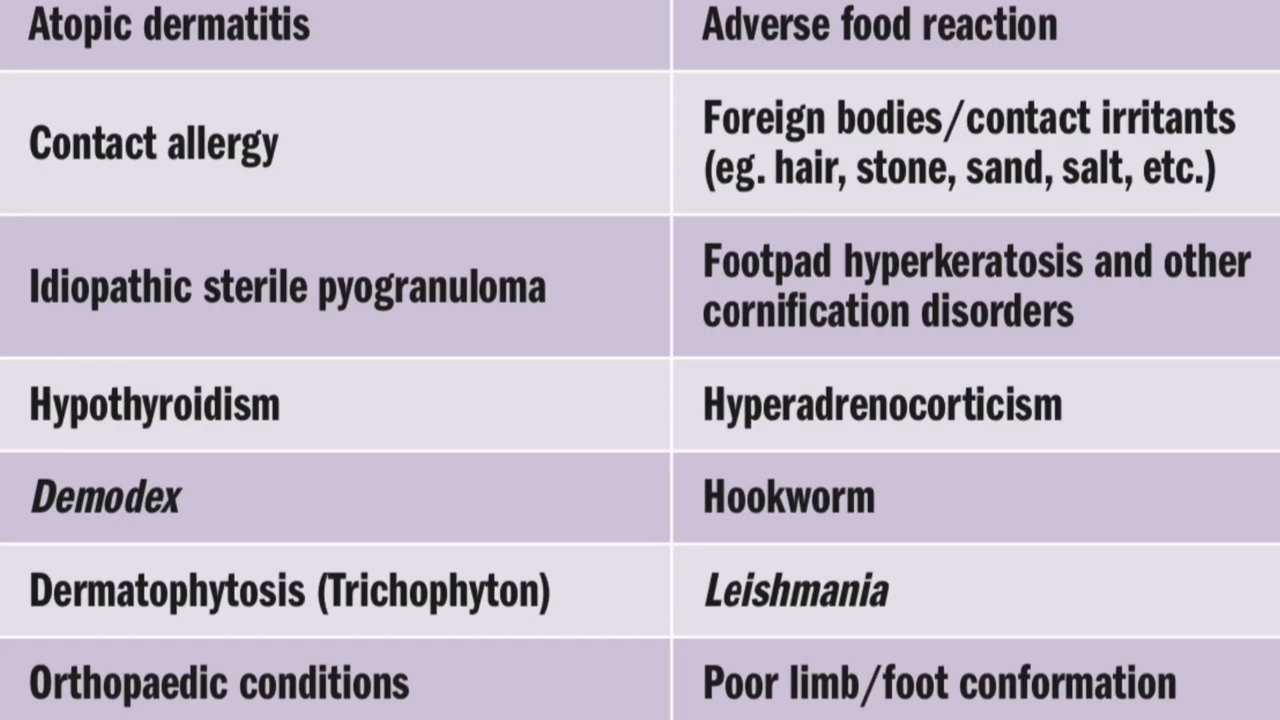 Atopic dermatitis
Adverse food reaction
Contact allergy
Foreign bodies/contact irritants
(eg. hair, stone, sand, salt, etc.)
Idiopathic sterile pyogranuloma
Footpad hyperkeratosis and other
cornification disorders
Hypothyroidism
Hyperadrenocorticism
Demodex
Hookworm
Dermatophytosis (Trichophyton)
Leishmania
Orthopaedic conditions
Poor limb/foot conformation